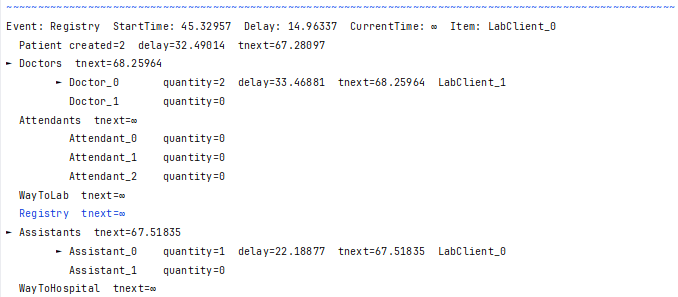 ~~~~~~~~~~~~~~~~~~~~~~~~~~~~~~~~~~~~~~~~~~~~~~~~~~~~~~~~~~~~~~~~~~~~~~~~~~~~~~~~~~~~~~~~~~~~~~~~~~~~~~~~~~~
Event: Registry  StartTime: 45.32957  Delay: 14.96337  CurrentTime: ∞  Item: LabClient_0
  Patient created=2  delay=32.49014  tnext=67.28097
► Doctors  tnext=68.25964
        ► Doctor_0       quantity=2  delay=33.46881  tnext=68.25964  LabClient_1
          Doctor_1       quantity=0
  Attendants  tnext=∞
          Attendant_0    quantity=0
          Attendant_1    quantity=0
          Attendant_2    quantity=0
  WayToLab  tnext=∞
  Registry  tnext=∞
► Assistants  tnext=67.51835
        ► Assistant_0    quantity=1  delay=22.18877  tnext=67.51835  LabClient_0
          Assistant_1    quantity=0
  WayToHospital  tnext=∞